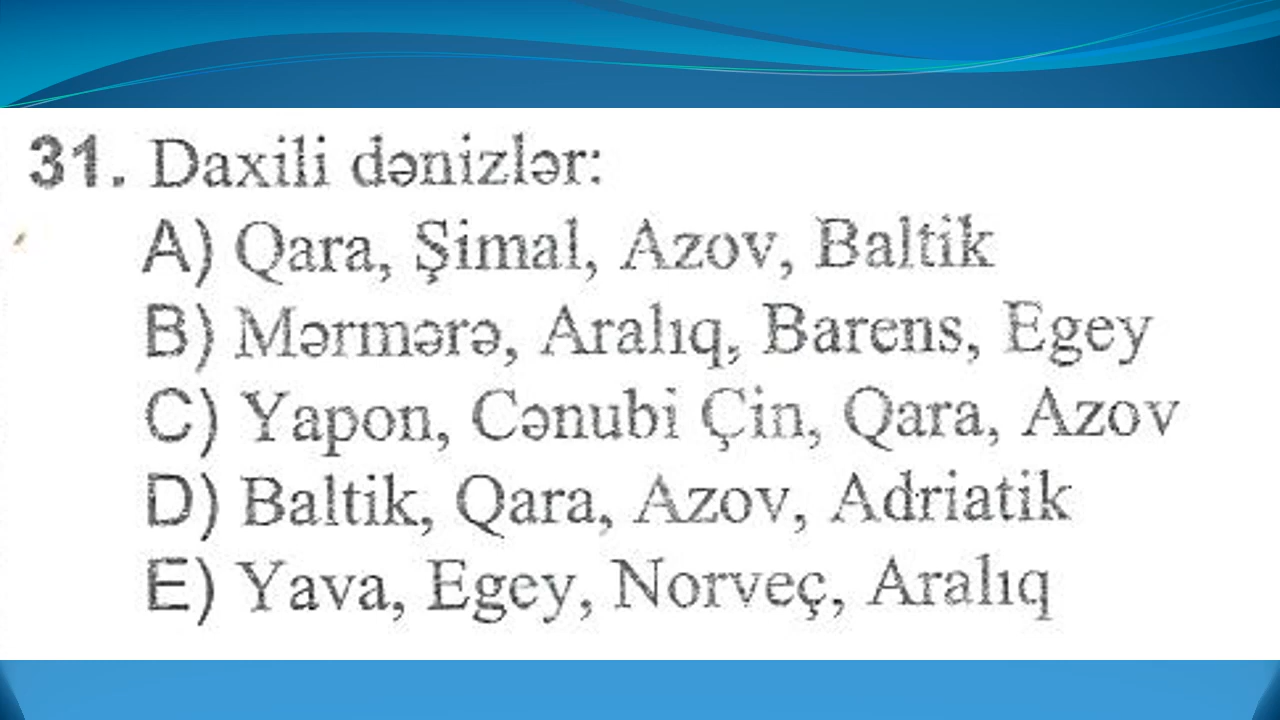 31. Daxili dənizlər:
A) Qara, Şimal, Azov, Baltik
B) Mərmərə, Aralıq, Barens, Egey
C) Yapon, Cənubi Çin, Qara, Azov
D) Baltik, Qara, Azov, Adriatik
E) Yava, Egey, Norveç, Aralıq